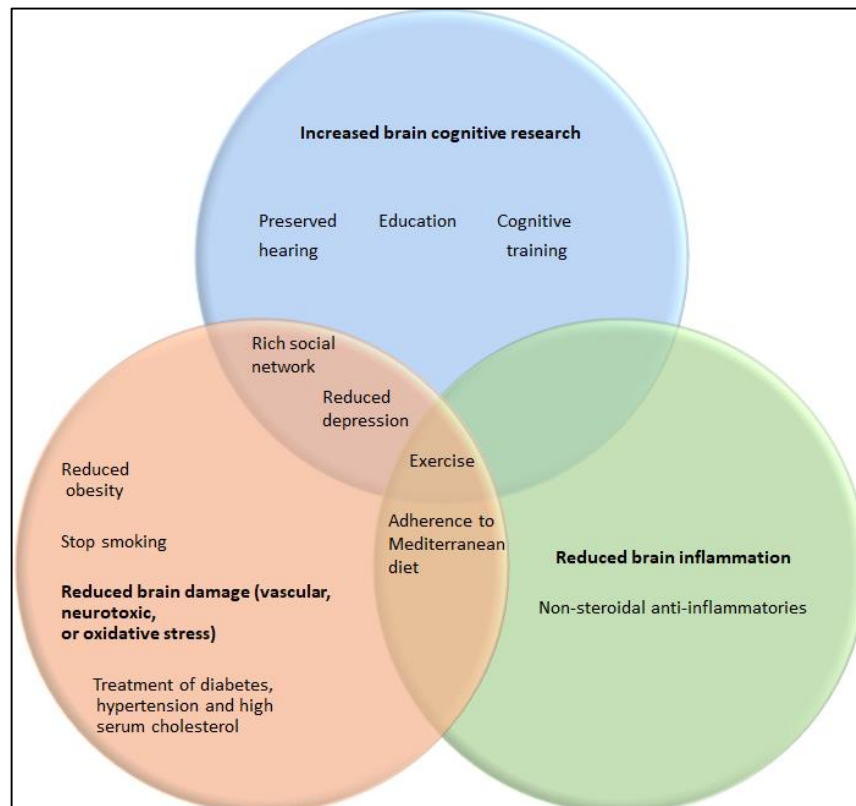 Increased brain cognitive research
Preserved
hearing
Education
Cognitive
training
Rich social
network
Reduced
depression
Exercise
Adherence to
Mediterranean
diet
Reduced
obesity
Stop smoking
Reduced brain damage (vascular,
neurotoxic,
or oxidative stress)
Treatment of diabetes,
hypertension and high
serum cholesterol
Reduced brain inflammation
Non-steroidal anti-inflammatories